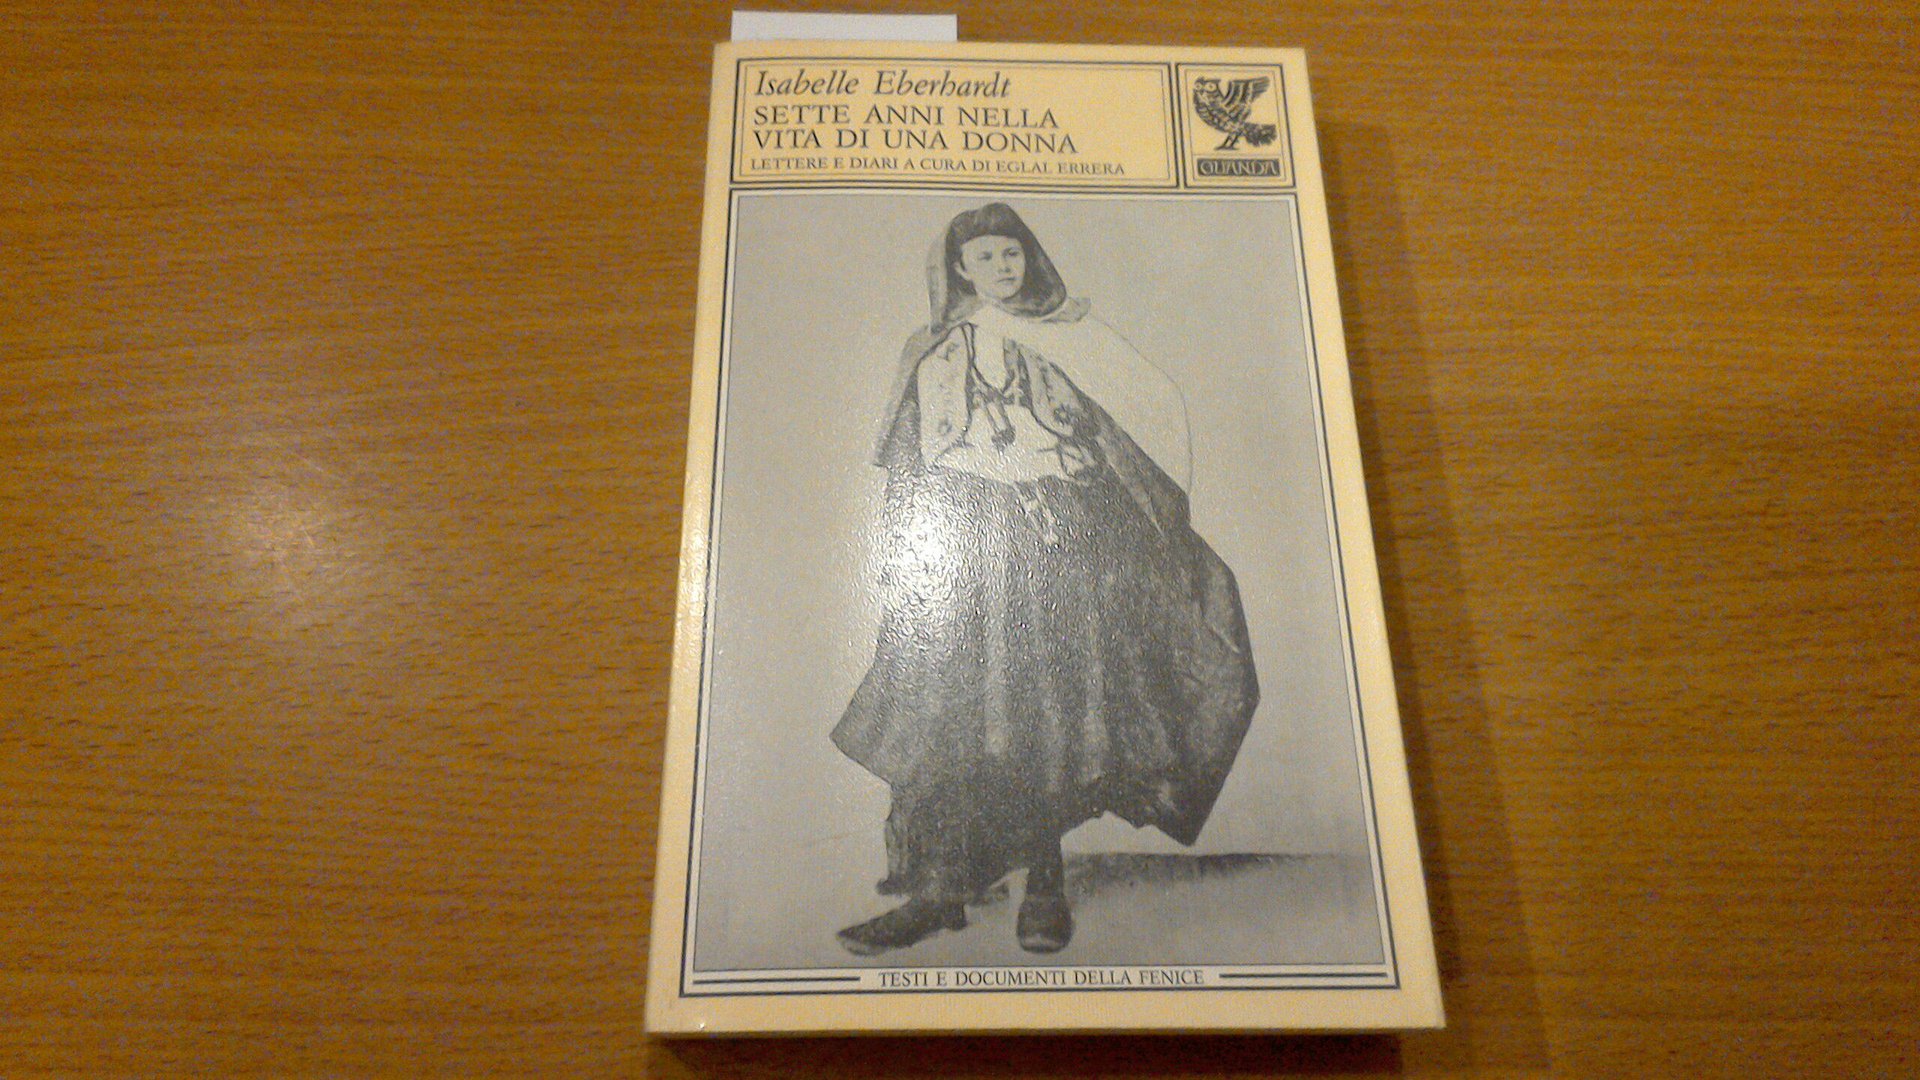 Isabelle Eberhardt
SETTE ANNI NELLA
VITA DI UNA DONNA
LETTERE E DIARI A CURA DI EGLAL ERRERA
GUANDA
TESTI E DOCUMENTI DELLA FENICE